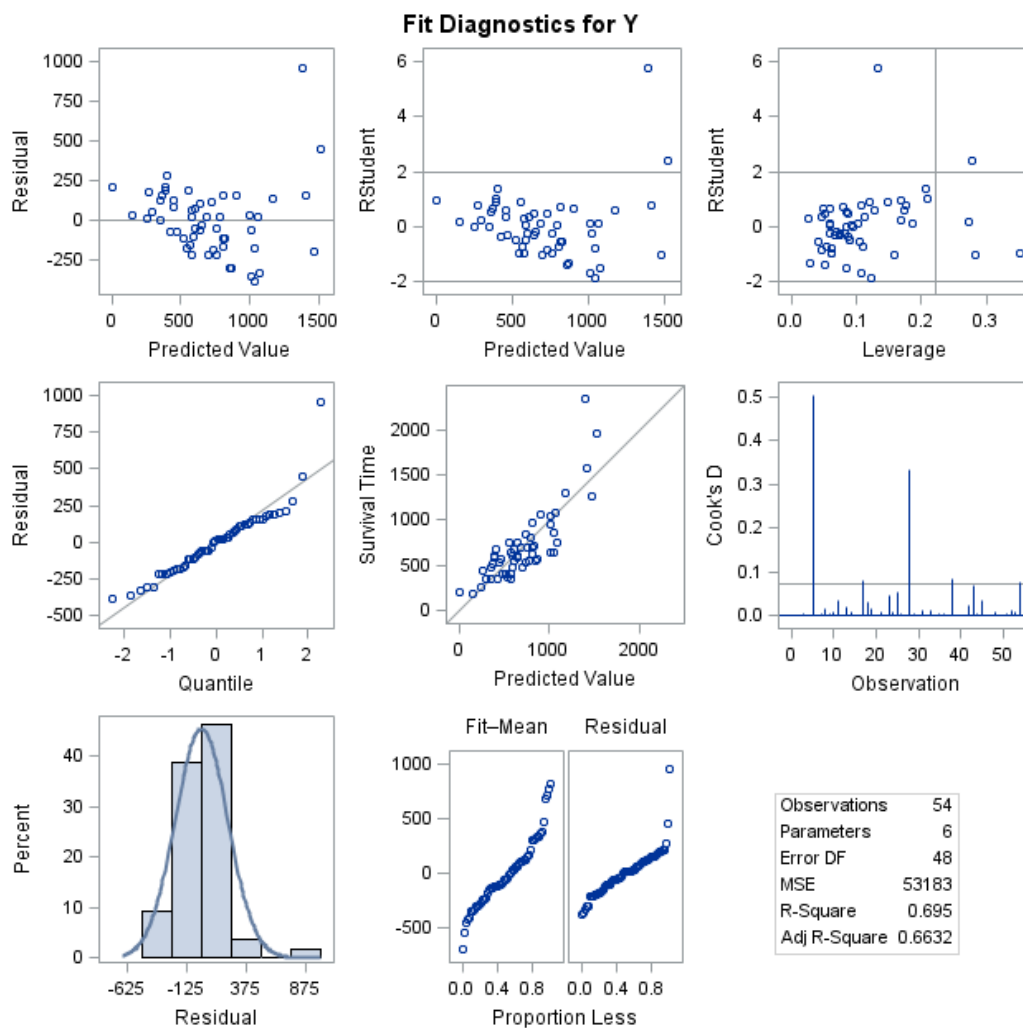 Fit Diagnostics for Y
1000
750
500
250
0
-250
Residual
0 500 1000 1500
Predicted Value
6
4
2
0
-2
RStudent
0 500 1000 1500
Predicted Value
6
4
2
0
-2
RStudent
0.0 0.1 0.2 0.3
Leverage
1000
750
500
250
0
-250
-500
Residual
-2 -1 0 1 2
Quantile
2000
1500
1000
500
0
Survival Time
0 1000 2000
Predicted Value
0.5
0.4
0.3
0.2
0.1
0.0
Cook's D
0 10 20 30 40 50
Observation
40
30
20
10
0
Percent
-625 -125 375 875
Residual
Fit–Mean Residual
1000
500
0
-500
0.0 0.4 0.8 0.0 0.4 0.8
Proportion Less
Observations 54
Parameters 6
Error DF 48
MSE 53183
R-Square 0.695
Adj R-Square 0.6632